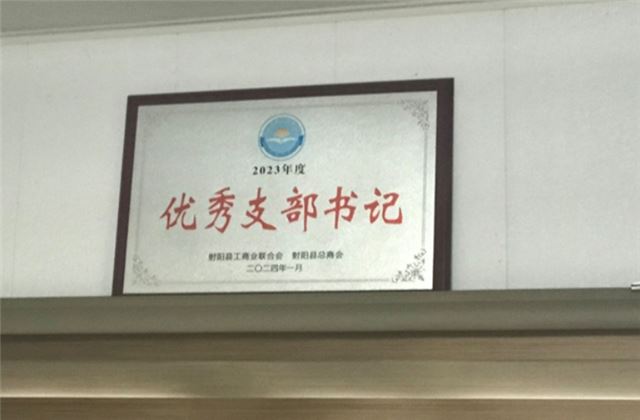 2023年度
优秀支部书记
射阳县工商业联合会 射阳县总商会
二〇二四年一月